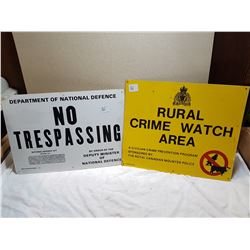 DEPARTMENT OF NATIONAL DEFENCE
NO
TRESPASSING
BY ORDER OF THE
DEPUTY MINISTER
OF
NATIONAL DEFENCE
RURAL
CRIME WATCH
AREA
A CIVILIAN CRIME PREVENTION PROGRAM
SPONSORED BY
THE ROYAL CANADIAN MOUNTED POLICE